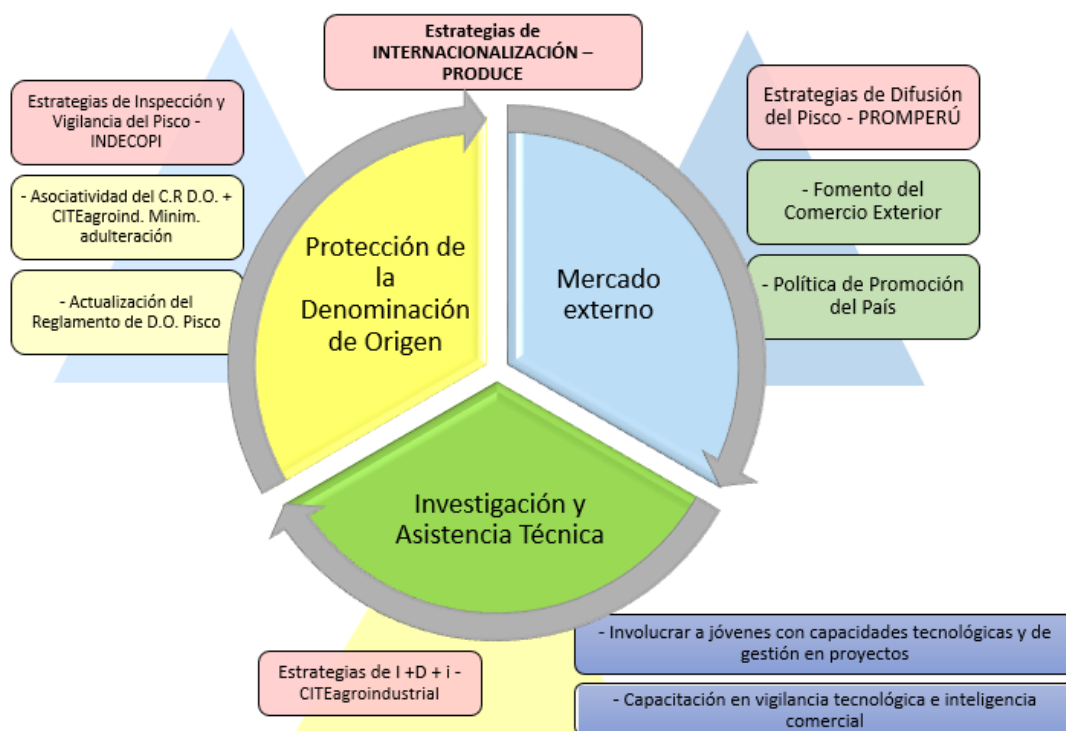 Estrategias de
INTERNACIONALIZACIÓN –
PRODUCE
Estrategias de Inspección y
Vigilancia del Pisco -
INDECOPI
- Asociatividad del C.R D.O. +
CITEagroind. Minim.
adulteración
- Actualización del
Reglamento de D.O. Pisco
Protección de
la
Denominación
de Origen
Mercado
externo
Estrategias de Difusión
del Pisco - PROMPERÚ
- Fomento del
Comercio Exterior
- Política de Promoción
del País
Investigación y
Asistencia Técnica
Estrategias de I +D + i -
CITEagroindustrial
- Involucrar a jóvenes con capacidades tecnológicas y de
gestión en proyectos
- Capacitación en vigilancia tecnológica e inteligencia
comercial